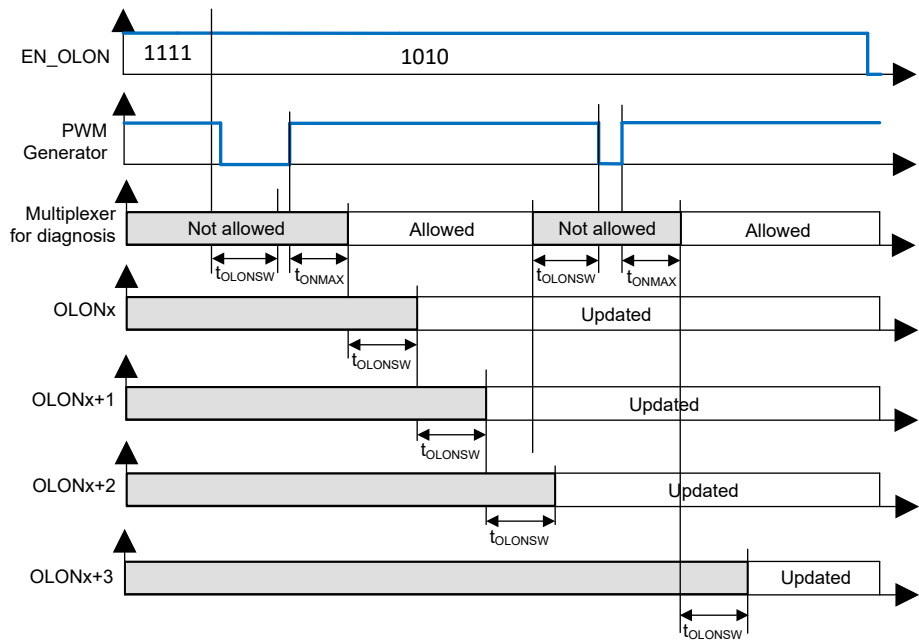 EN_OLON
1111
1010
PWM
Generator
Multiplexer
for diagnosis
Not allowed
Allowed
Not allowed
Allowed
tOLONSW
tONMAX
tOLONSW
tONMAX
OLONx
Updated
tOLONSW
OLONx+1
Updated
tOLONSW
OLONx+2
Updated
tOLONSW
OLONx+3
Updated
tOLONSW